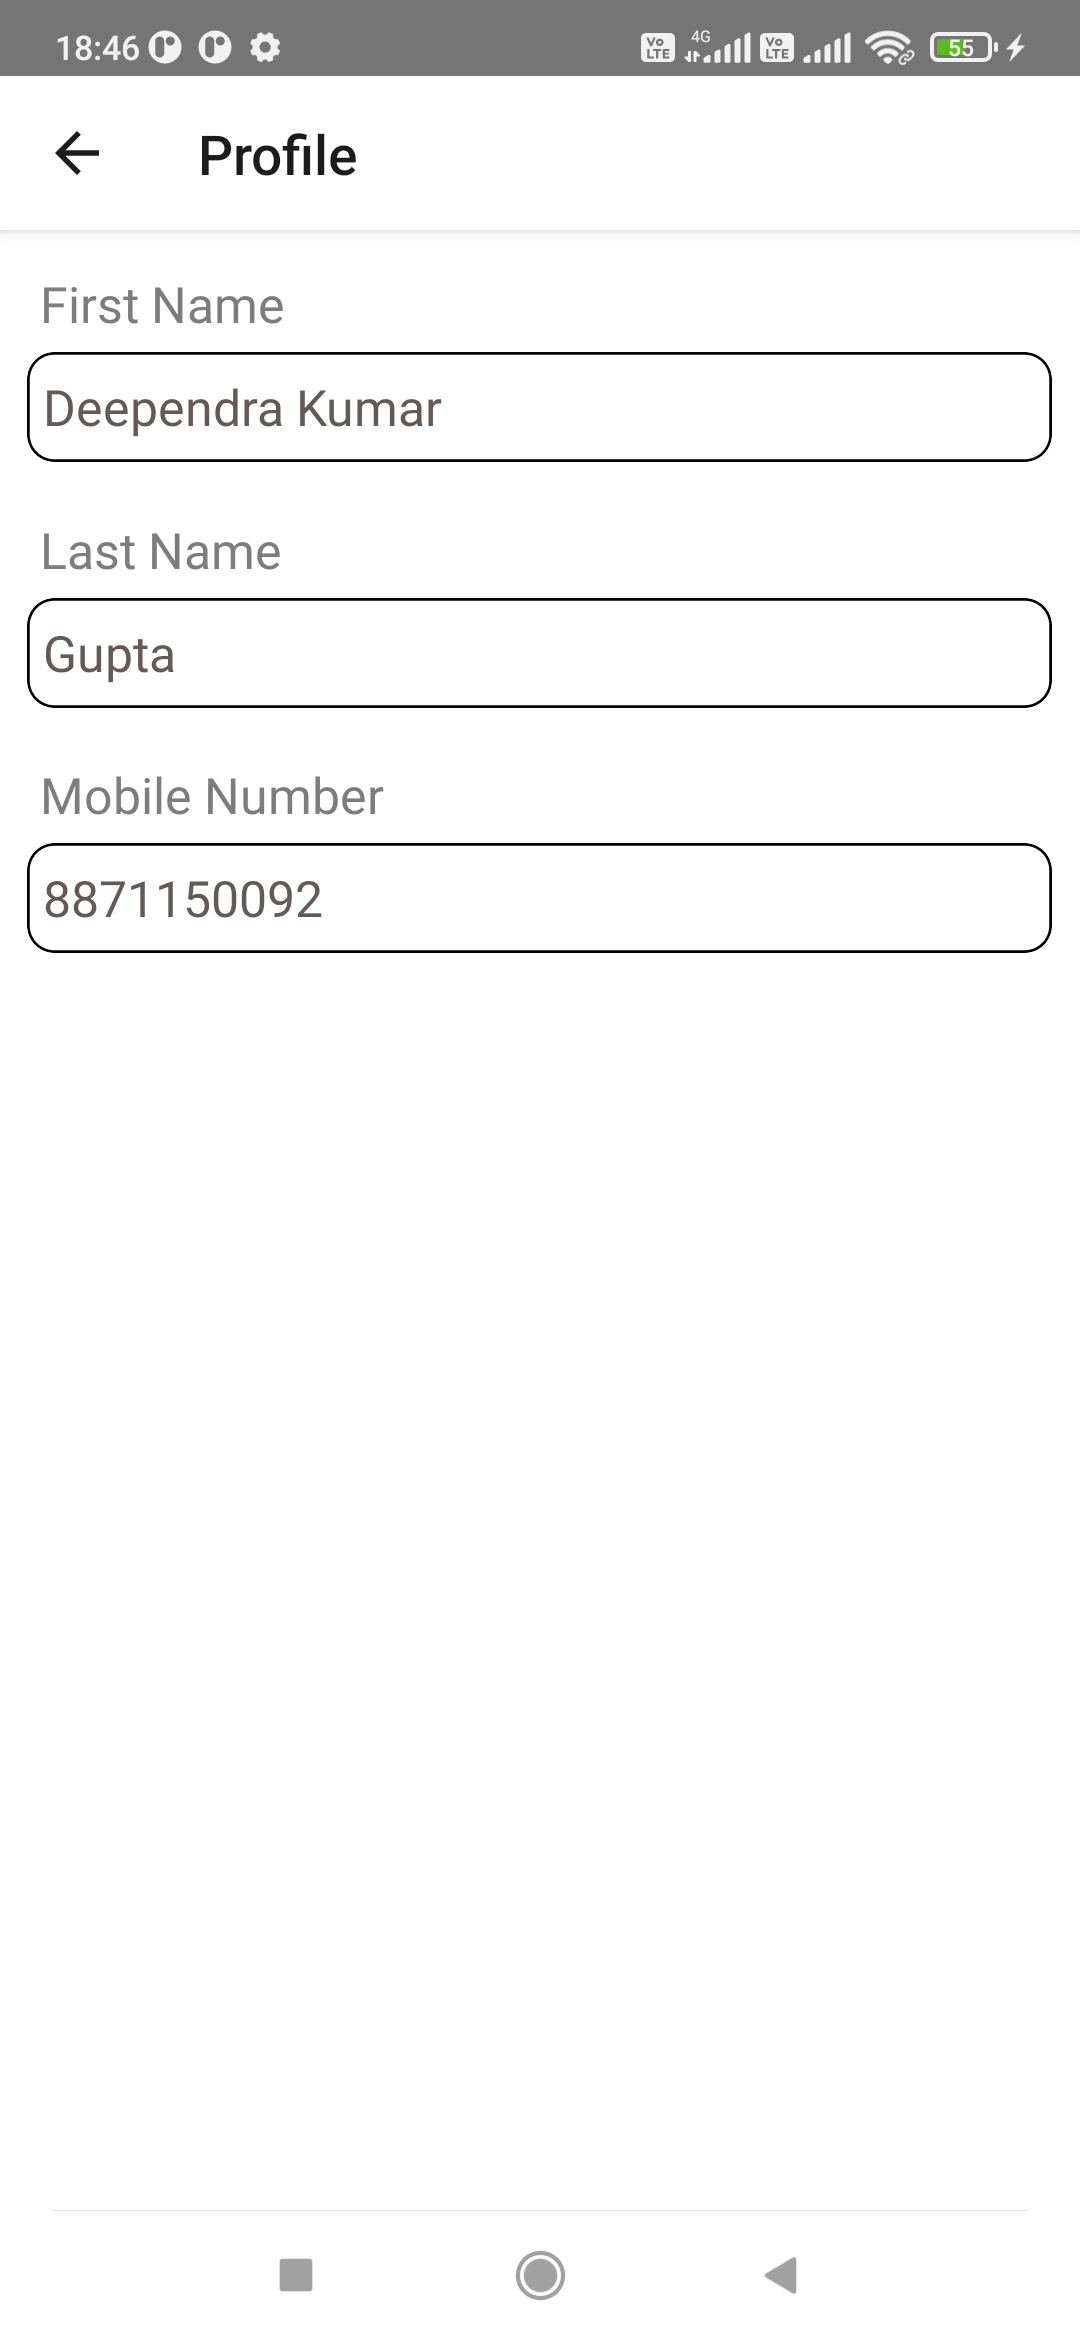 18:46
Vo LTE 4G Vo LTE 55
Profile
First Name
Deependra Kumar
Last Name
Gupta
Mobile Number
8871150092